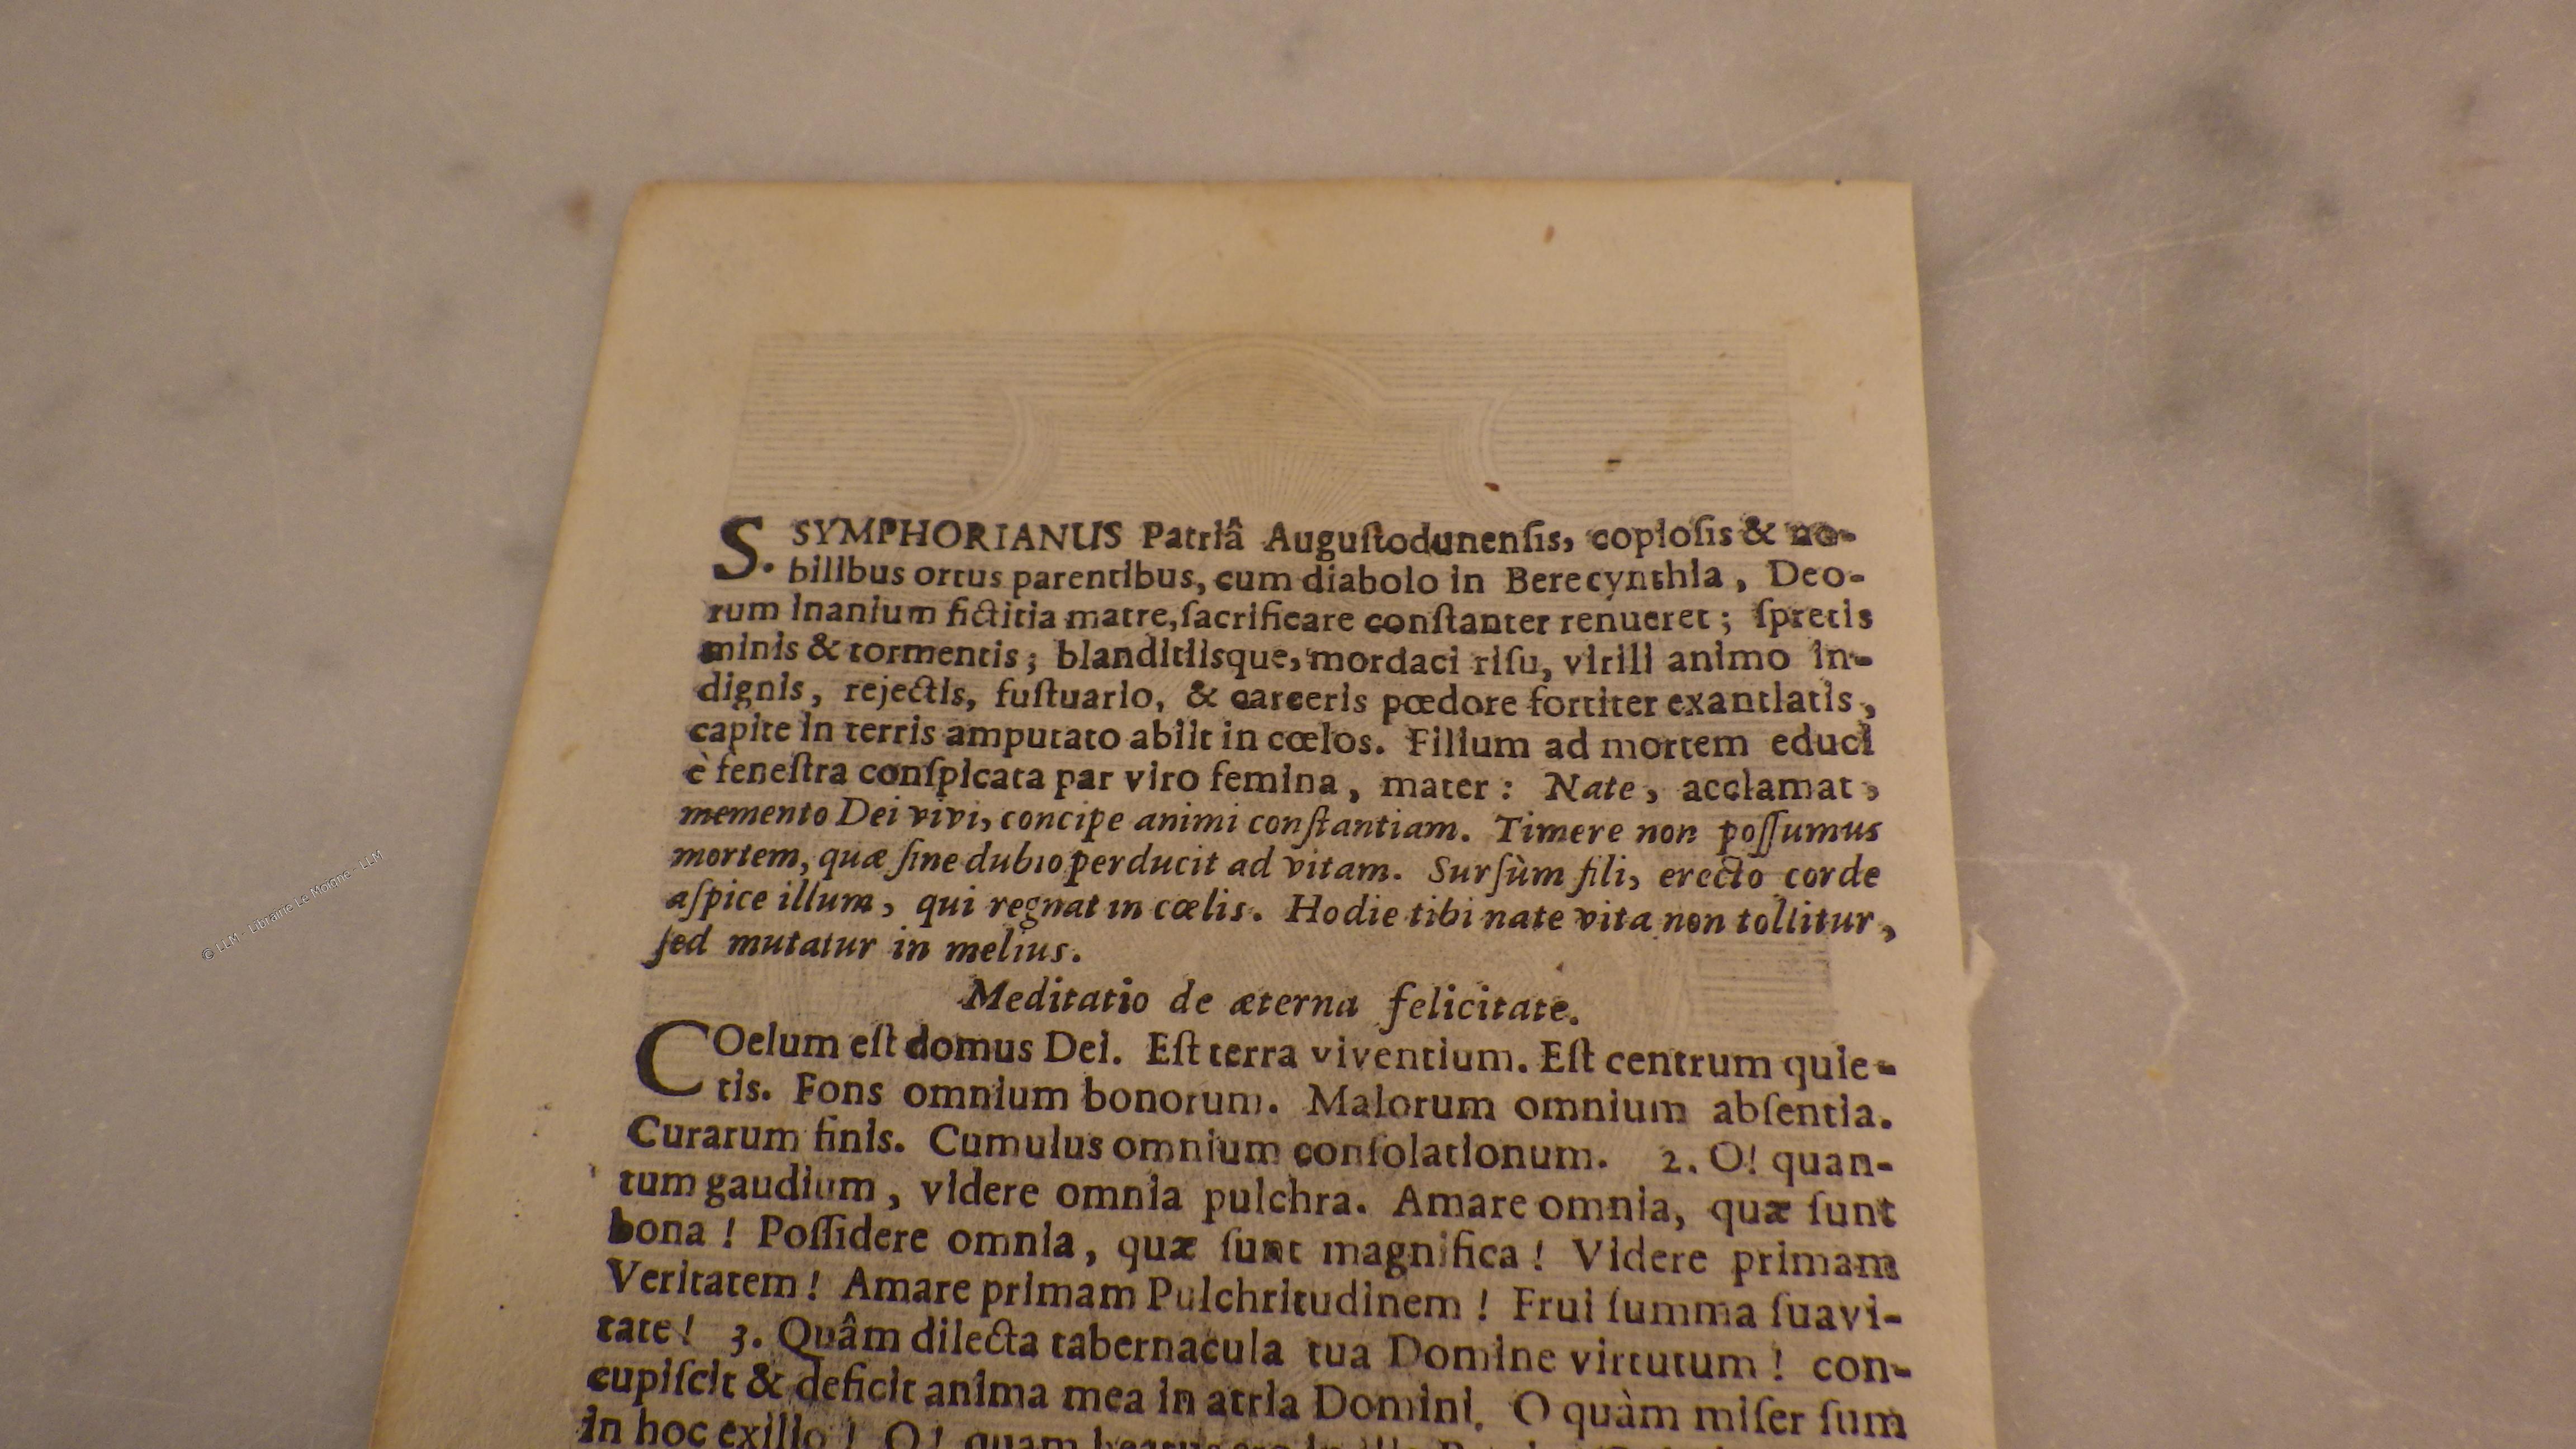 S. SYMPHORIANUS Patriâ Auguſtodunenſis, copioſis & no-
bilibus ortus parentibus, cum diabolo in Berecynthia, Deo-
rum inanium fictitia matre, ſacrificare conſtanter renueret; ſpretis
minis & tormentis; blanditiisque, mordaci riſu, virili animo in-
dignis, rejectis, fuſtuario, & carceris pœdore fortiter exantlatis,
capite in terris amputato abiit in cœlos. Filium ad mortem educi
è feneſtra conſpicata par viro femina, mater: Nate, acclamat,
memento Dei vivi, concipe animi conſtantiam. Timere non poſſumus
mortem, quæ ſine dubio perducit ad vitam. Surſùm fili, erecto corde
aſpice illum, qui regnat in cœlis. Hodie tibi nate vita non tollitur,
ſed mutatur in melius.
Meditatio de æterna felicitate.
COelum eſt domus Dei. Eſt terra viventium. Eſt centrum quie-
tis. Fons omnium bonorum. Malorum omnium abſentia.
Curarum finis. Cumulus omnium conſolationum. 2. O! quan-
tum gaudium, videre omnia pulchra. Amare omnia, quæ ſunt
bona! Poſſidere omnia, quæ ſunt magnifica! Videre primam
Veritatem! Amare primam Pulchritudinem! Frui ſumma ſuavi-
tate! 3. Quâm dilecta tabernacula tua Domine virtutum! con-
cupiſcit & deficit anima mea in atria Domini. O quàm miſer ſum
in hoc exilio! O! quam
© LLM - Librairie Le Moigne - LLM